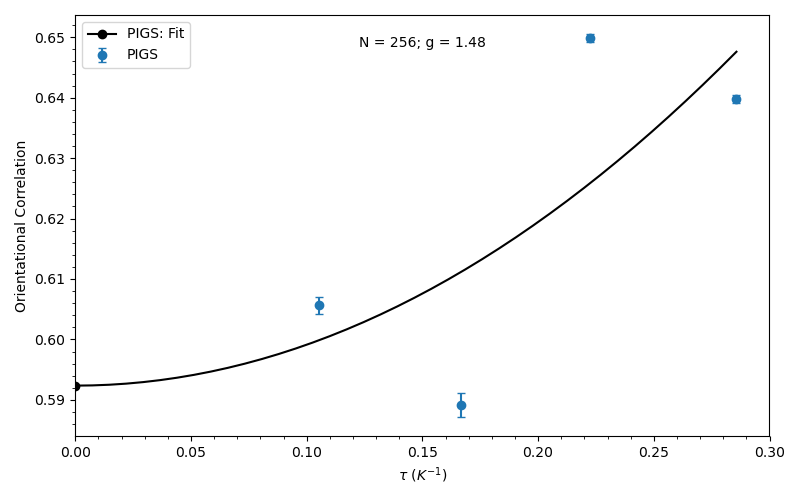 PIGS: Fit
PIGS
N = 256; g = 1.48
Orientational Correlation
0.65
0.64
0.63
0.62
0.61
0.60
0.59
0.00 0.05 0.10 0.15 0.20 0.25 0.30
τ (K⁻¹)